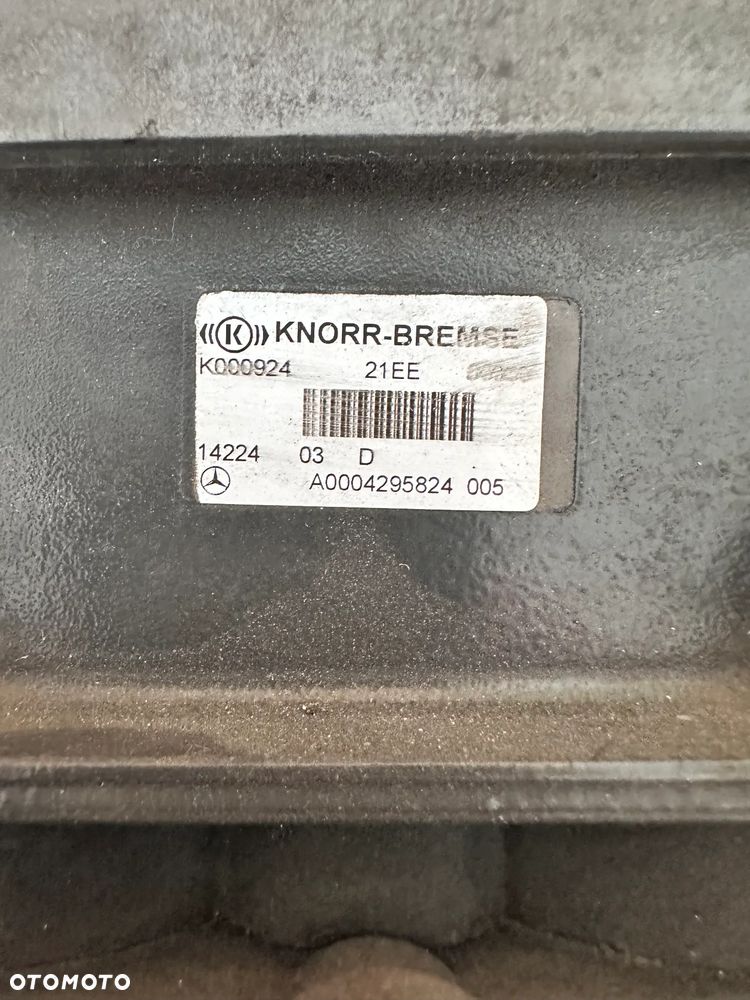 K KNORR-BREMSE
K000924 21EE
14224 03 D
A0004295824 005
OTOMOTO